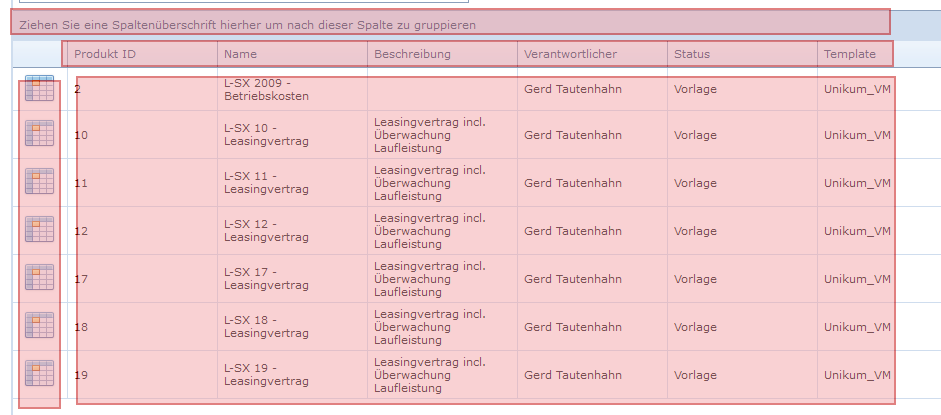 Ziehen Sie eine Spaltenüberschrift hierher um nach dieser Spalte zu gruppieren
Produkt ID Name Beschreibung Verantwortlicher Status Template
2 L-SX 2009 - Betriebskosten Gerd Tautenhahn Vorlage Unikum_VM
10 L-SX 10 - Leasingvertrag Leasingvertrag incl. Überwachung Laufleistung Gerd Tautenhahn Vorlage Unikum_VM
11 L-SX 11 - Leasingvertrag Leasingvertrag incl. Überwachung Laufleistung Gerd Tautenhahn Vorlage Unikum_VM
12 L-SX 12 - Leasingvertrag Leasingvertrag incl. Überwachung Laufleistung Gerd Tautenhahn Vorlage Unikum_VM
17 L-SX 17 - Leasingvertrag Leasingvertrag incl. Überwachung Laufleistung Gerd Tautenhahn Vorlage Unikum_VM
18 L-SX 18 - Leasingvertrag Leasingvertrag incl. Überwachung Laufleistung Gerd Tautenhahn Vorlage Unikum_VM
19 L-SX 19 - Leasingvertrag Leasingvertrag incl. Überwachung Laufleistung Gerd Tautenhahn Vorlage Unikum_VM